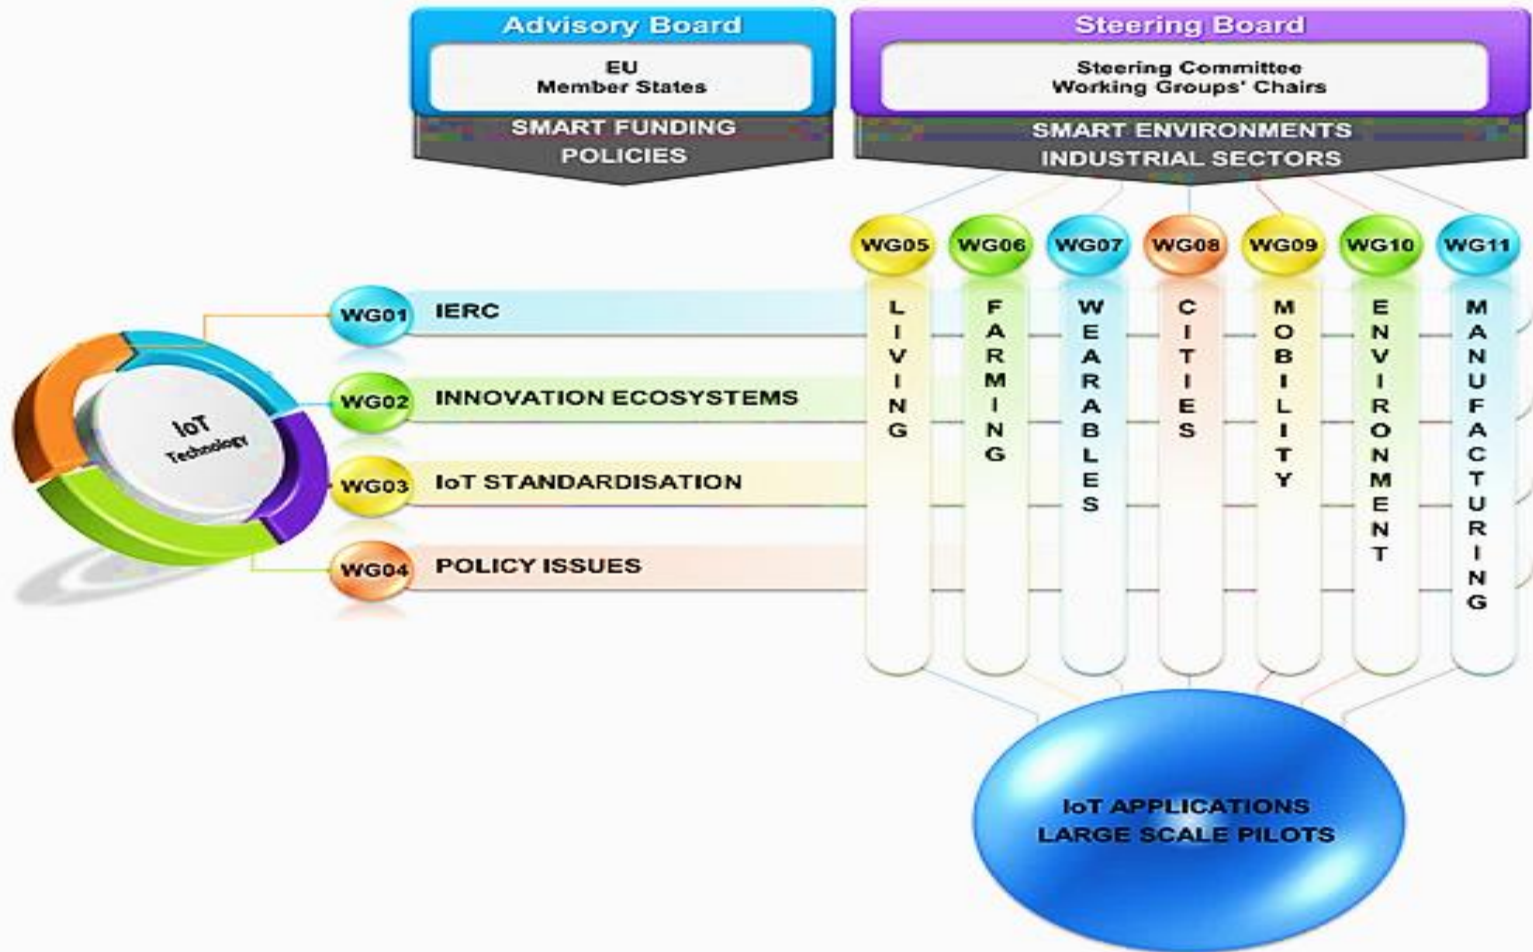 Advisory Board
EU
Member States
SMART FUNDING
POLICIES
Steering Board
Steering Committee
Working Groups' Chairs
SMART ENVIRONMENTS
INDUSTRIAL SECTORS
WG05
WG06
WG07
WG08
WG09
WG10
WG11
LIVING
FARMING
WEARABLES
CITIES
MOBILITY
ENVIRONMENT
MANUFACTURING
IoT
Technology
WG01
IERC
WG02
INNOVATION ECOSYSTEMS
WG03
IoT STANDARDISATION
WG04
POLICY ISSUES
IoT APPLICATIONS
LARGE SCALE PILOTS